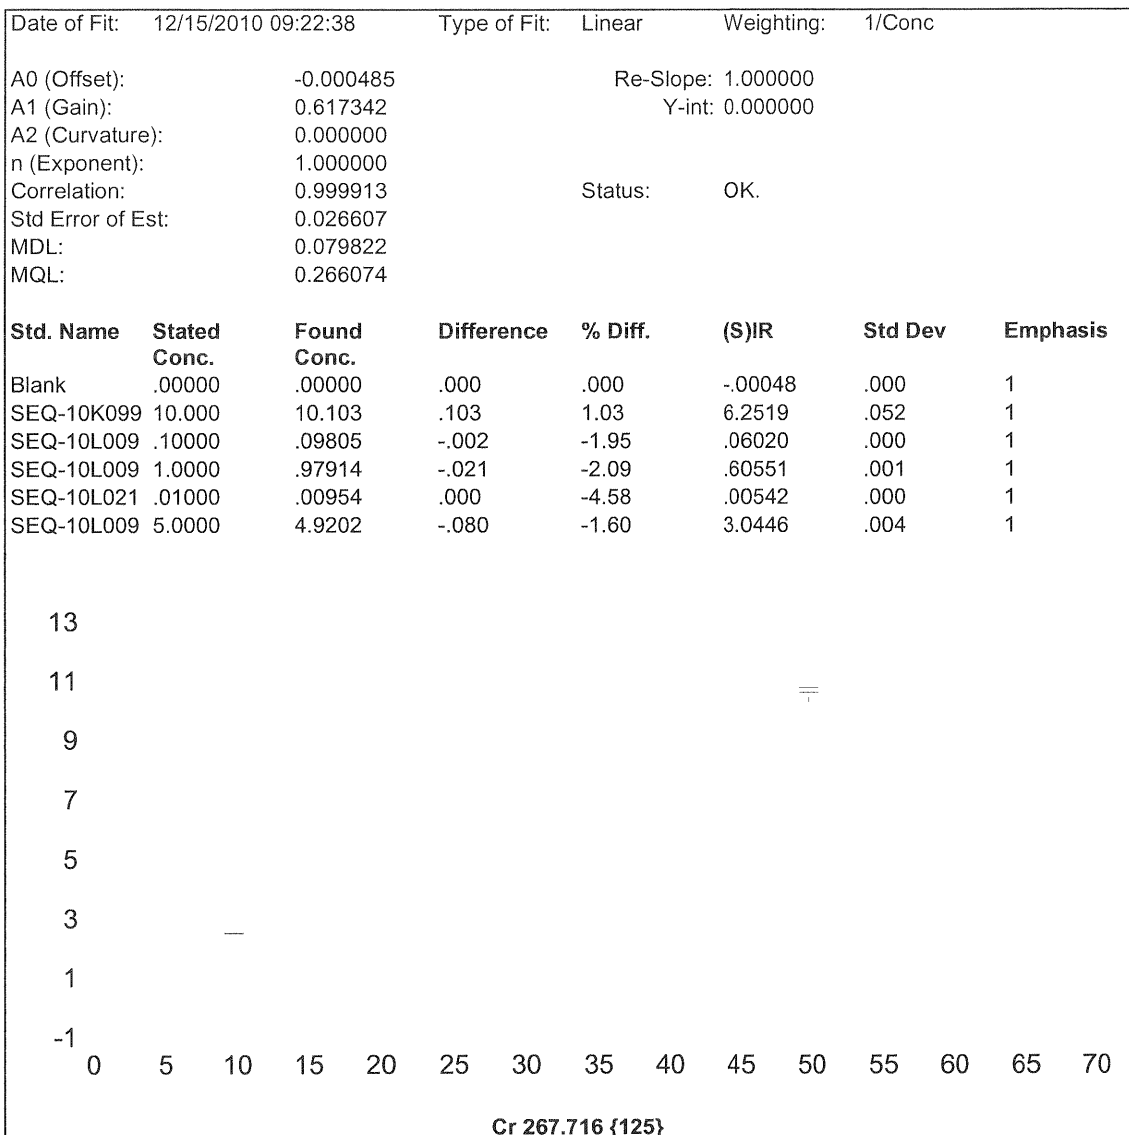 Date of Fit: 12/15/2010 09:22:38 Type of Fit: Linear Weighting: 1/Conc
A0 (Offset): -0.000485 Re-Slope: 1.000000
A1 (Gain): 0.617342 Y-int: 0.000000
A2 (Curvature): 0.000000
n (Exponent): 1.000000
Correlation: 0.999913 Status: OK.
Std Error of Est: 0.026607
MDL: 0.079822
MQL: 0.266074
Std. Name Stated Found Difference % Diff. (S)IR Std Dev Emphasis
Conc. Conc.
Blank .00000 .00000 .000 .000 -.00048 .000 1
SEQ-10K099 10.000 10.103 .103 1.03 6.2519 .052 1
SEQ-10L009 .10000 .09805 -.002 -1.95 .06020 .000 1
SEQ-10L009 1.0000 .97914 -.021 -2.09 .60551 .001 1
SEQ-10L021 .01000 .00954 .000 -4.58 .00542 .000 1
SEQ-10L009 5.0000 4.9202 -.080 -1.60 3.0446 .004 1
13
11
9
7
5
3
1
-1
0 5 10 15 20 25 30 35 40 45 50 55 60 65 70
Cr 267.716 {125}